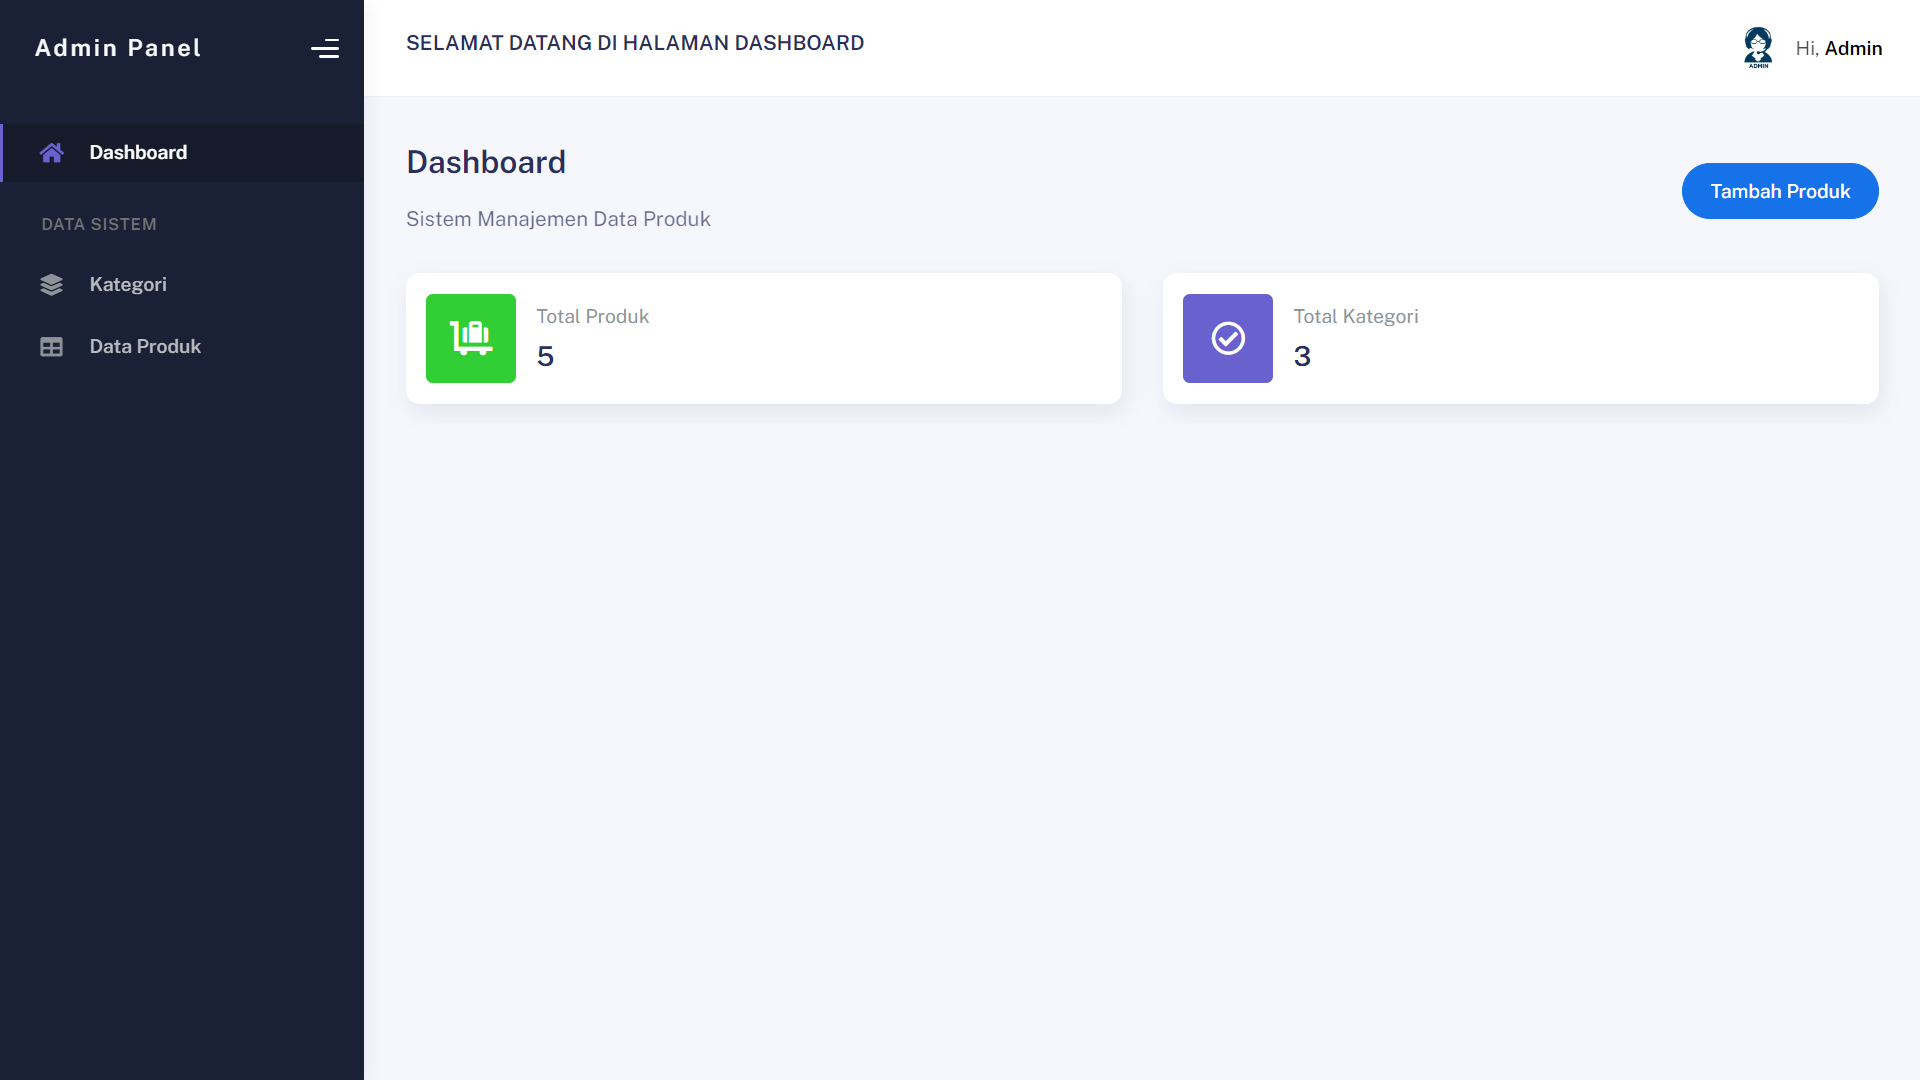 Admin Panel
SELAMAT DATANG DI HALAMAN DASHBOARD
ADMIN
Hi, Admin
Dashboard
DATA SISTEM
Kategori
Data Produk
Dashboard
Sistem Manajemen Data Produk
Tambah Produk
Total Produk
5
Total Kategori
3